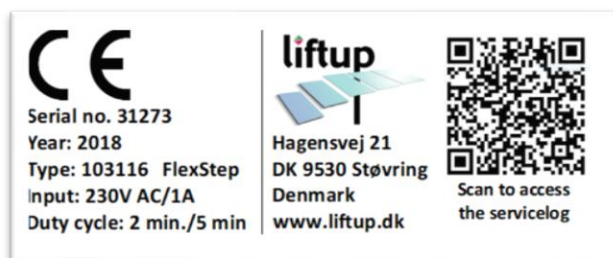 CE
Serial no. 31273
Year: 2018
Type: 103116 FlexStep
Input: 230V AC/1A
Duty cycle: 2 min./5 min
liftup
Hagensvej 21
DK 9530 Støvring
Denmark
www.liftup.dk
Scan to access
the servicelog